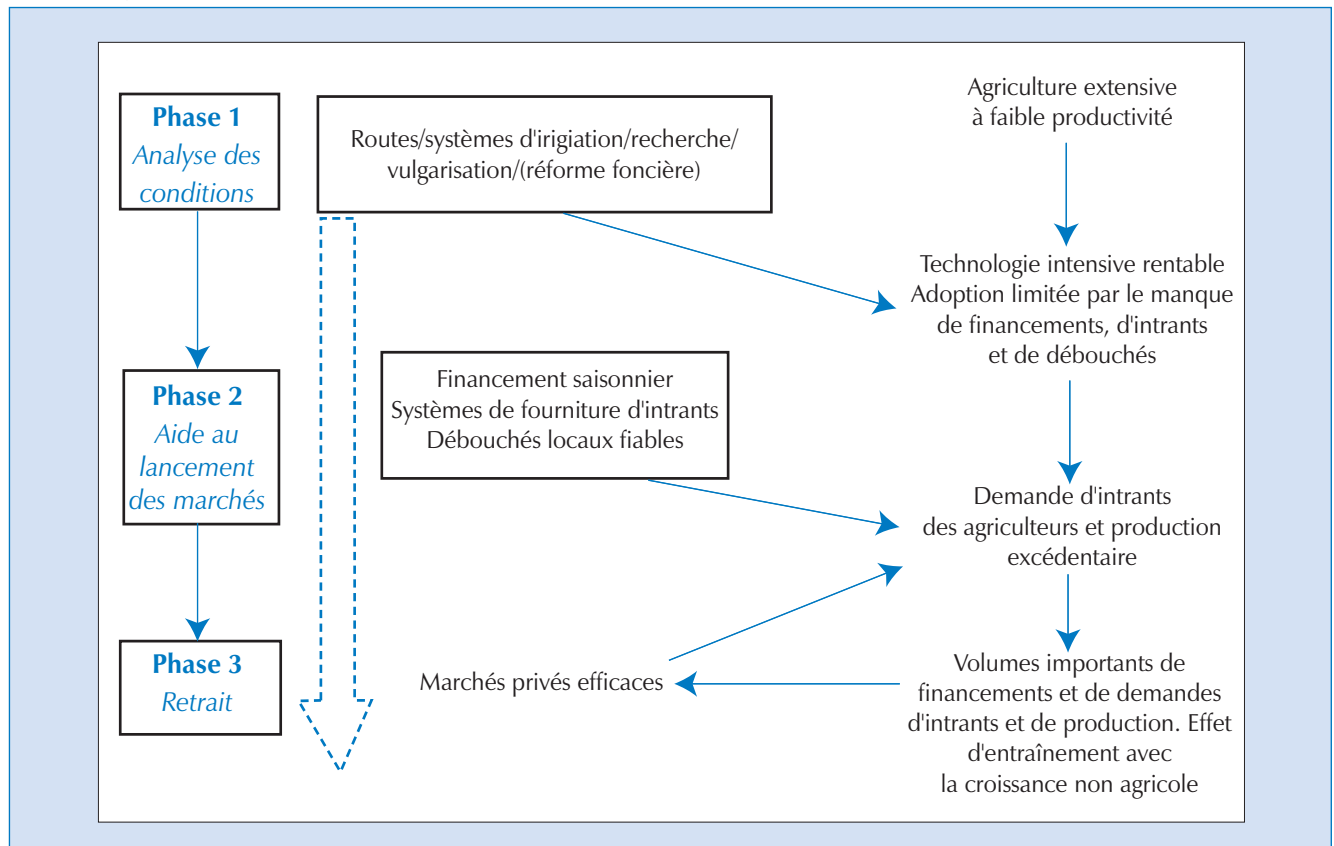 Phase 1
Analyse des
conditions
Routes/systèmes d'irigiation/recherche/
vulgarisation/(réforme foncière)
Agriculture extensive
à faible productivité
Technologie intensive rentable
Adoption limitée par le manque
de financements, d'intrants
et de débouchés
Phase 2
Aide au
lancement
des marchés
Financement saisonnier
Systèmes de fourniture d'intrants
Débouchés locaux fiables
Demande d'intrants
des agriculteurs et production
excédentaire
Phase 3
Retrait
Marchés privés efficaces
Volumes importants de
financements et de demandes
d'intrants et de production. Effet
d'entraînement avec
la croissance non agricole